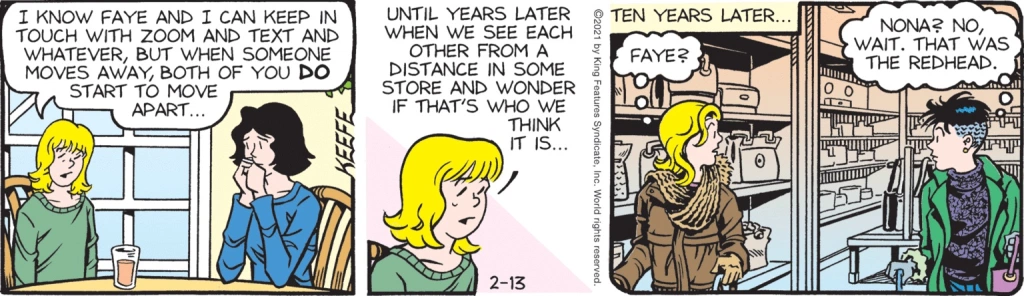 I KNOW FAYE AND I CAN KEEP IN
TOUCH WITH ZOOM AND TEXT AND
WHATEVER, BUT WHEN SOMEONE
MOVES AWAY, BOTH OF YOU DO
START TO MOVE
APART...
KEEFE
UNTIL YEARS LATER
WHEN WE SEE EACH
OTHER FROM A
DISTANCE IN SOME
STORE AND WONDER
IF THAT'S WHO WE
THINK
IT IS...
2-13
©2021 by King Features Syndicate, Inc. World rights reserved.
TEN YEARS LATER...
FAYE?
NONA? NO,
WAIT. THAT WAS
THE REDHEAD.